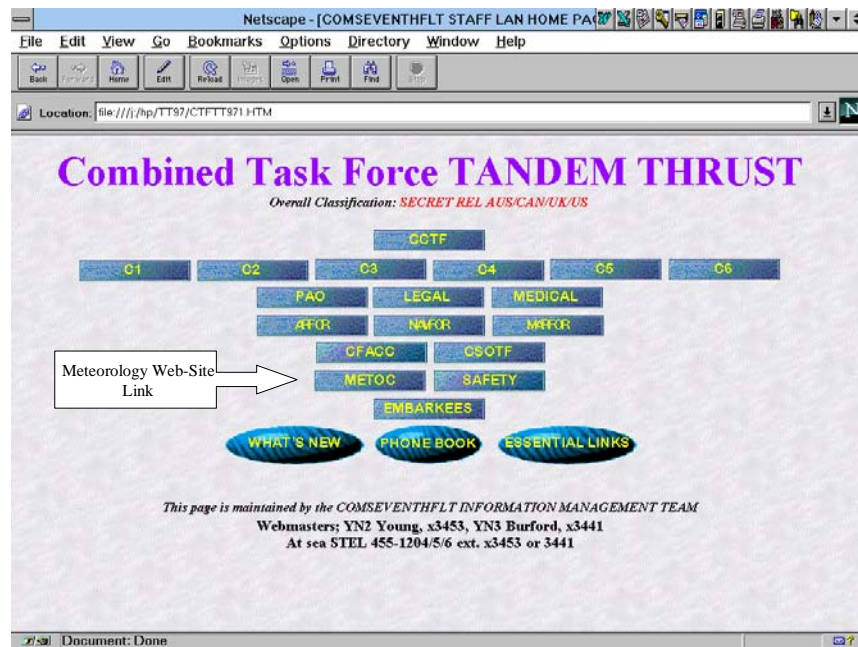 Netscape - [COMSEVENTHFLT STAFF LAN HOME PA
File Edit View Go Bookmarks Options Directory Window Help
Back Forward Home Edit Reload Images Open Print Find Stop
Location: file:///j:/hp/TT97/CTFTT971.HTM
N
Combined Task Force TANDEM THRUST
Overall Classification: SECRET REL AUS/CAN/UK/US
CCTF
C1 C2 C3 C4 C5 C6
PAO LEGAL MEDICAL
ARFOR NAVFOR MARFOR
CFACC CSOTF
Meteorology Web-Site
Link
METOC SAFETY
EMBARKEES
WHAT'S NEW PHONE BOOK ESSENTIAL LINKS
This page is maintained by the COMSEVENTHFLT INFORMATION MANAGEMENT TEAM
Webmasters; YN2 Young, x3453, YN3 Burford, x3441
At sea STEL 455-1204/5/6 ext. x3453 or 3441
Document: Done